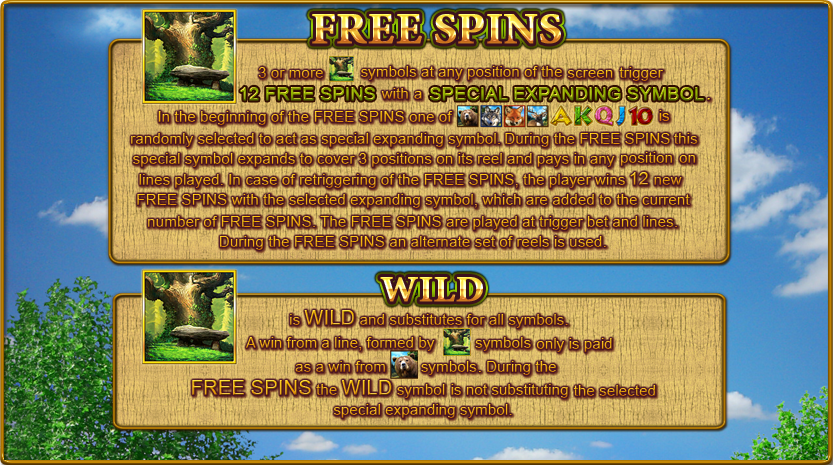 FREE SPINS
3 or more symbols at any position of the screen trigger
12 FREE SPINS with a SPECIAL EXPANDING SYMBOL.
In the beginning of the FREE SPINS one of A K Q J 10 is
randomly selected to act as special expanding symbol. During the FREE SPINS this
special symbol expands to cover 3 positions on its reel and pays in any position on
lines played. In case of retriggering of the FREE SPINS, the player wins 12 new
FREE SPINS with the selected expanding symbol, which are added to the current
number of FREE SPINS. The FREE SPINS are played at trigger bet and lines.
During the FREE SPINS an alternate set of reels is used.
WILD
is WILD and substitutes for all symbols.
A win from a line, formed by symbols only is paid
as a win from symbols. During the
FREE SPINS the WILD symbol is not substituting the selected
special expanding symbol.